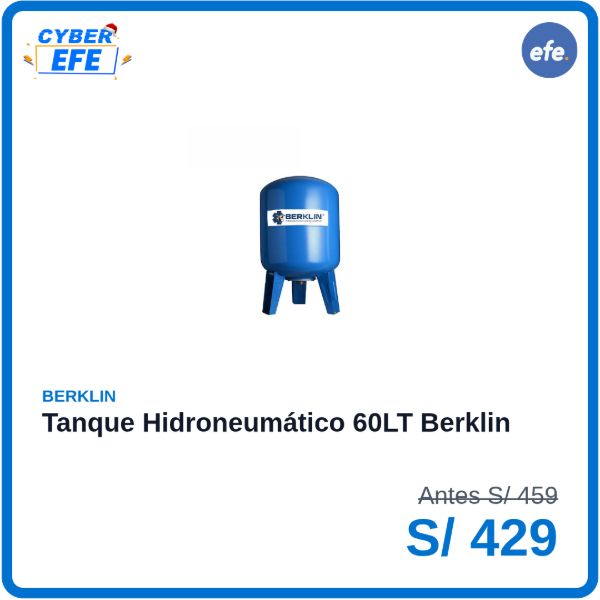 CYBER
EFE
efe.
BERKLIN
BERKLIN
Tanque Hidroneumático 60LT Berklin
Antes S/ 459
S/ 429